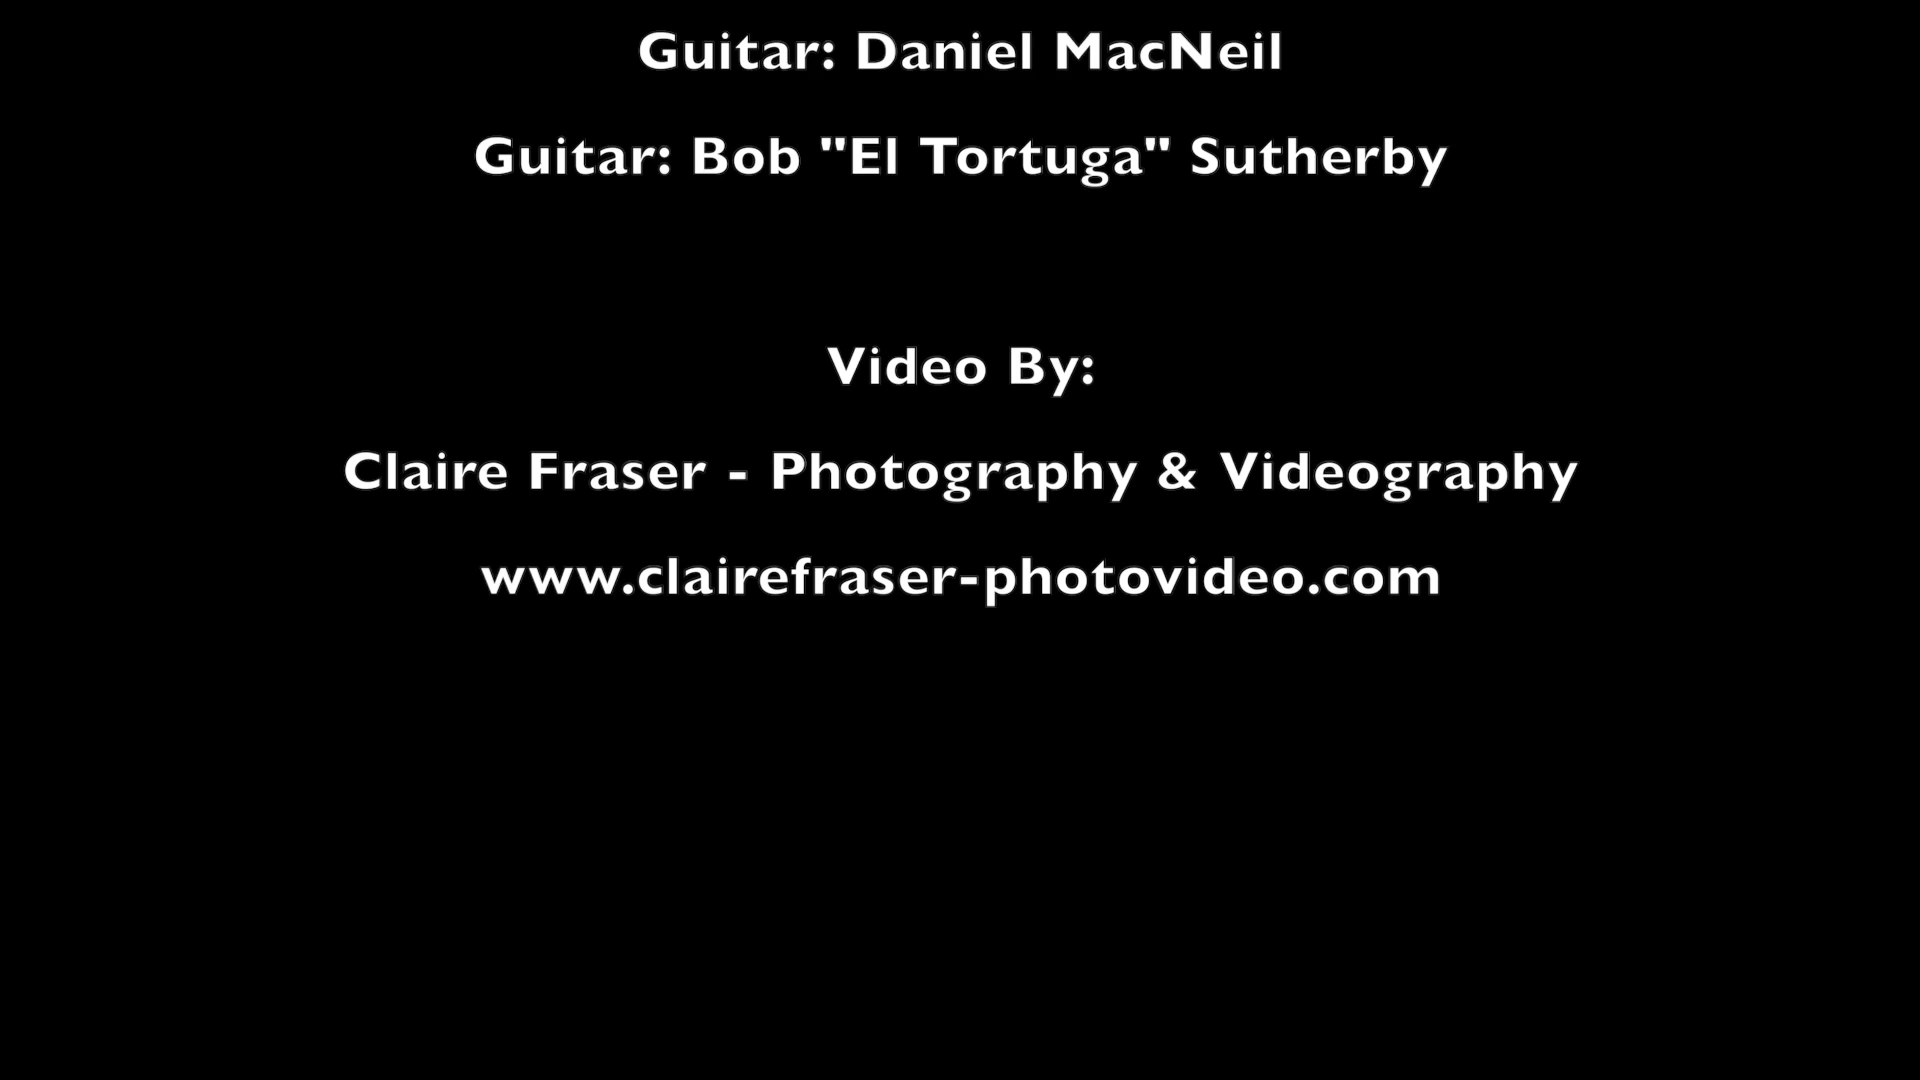 Guitar: Daniel MacNeil
Guitar: Bob "El Tortuga" Sutherby
Video By:
Claire Fraser - Photography & Videography
www.clairefraser-photovideo.com